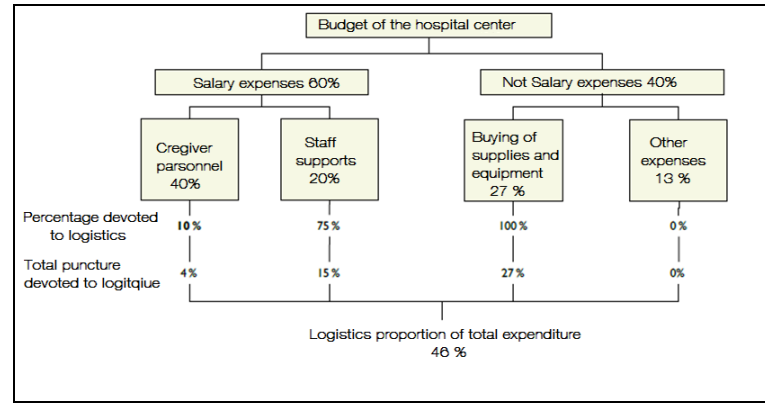 Budget of the hospital center
Salary expenses 60%
Not Salary expenses 40%
Cregiver
parsonnel
40%
Staff
supports
20%
Buying of
supplies and
equipment
27 %
Other
expenses
13 %
Percentage devoted
to logistics
10%
75%
100%
0%
Total puncture
devoted to logitqiue
4%
15%
27%
0%
Logistics proportion of total expenditure
46 %